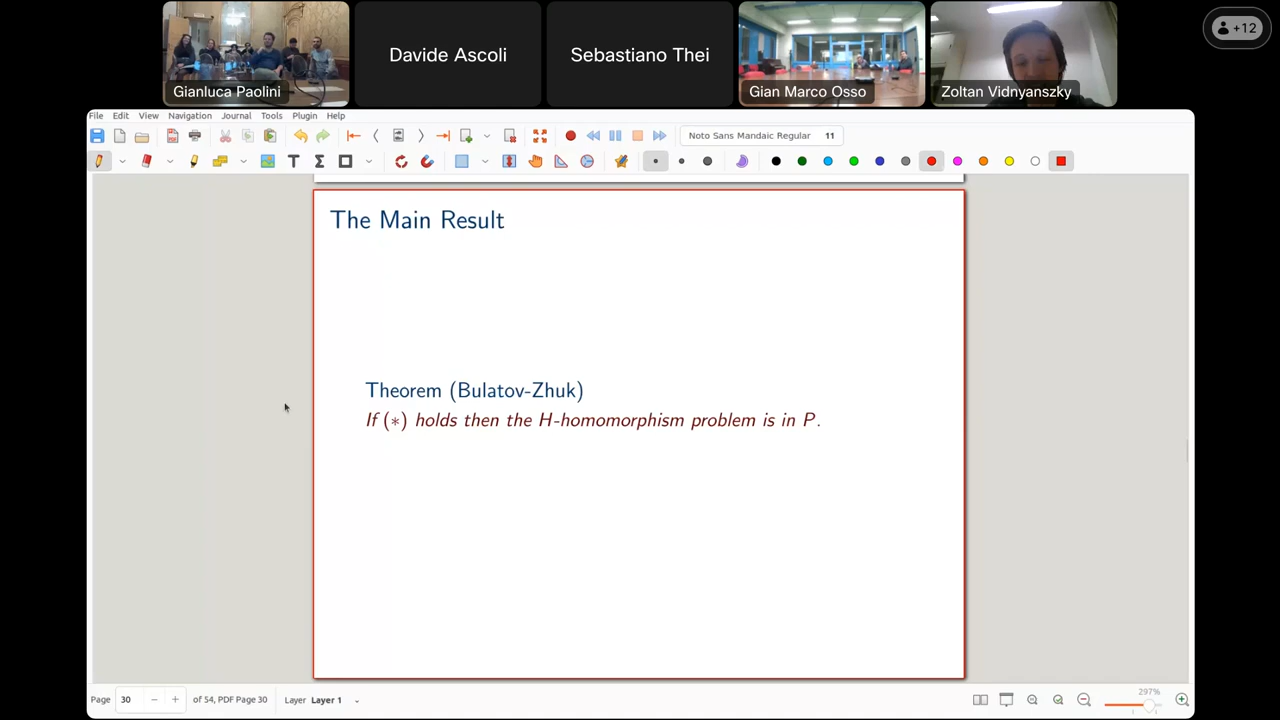 Gianluca Paolini
Davide Ascoli
Sebastiano Thei
Gian Marco Osso
Zoltan Vidnyanszky
+12
File Edit View Navigation Journal Tools Plugin Help
Noto Sans Mandaic Regular 11
The Main Result
Theorem (Bulatov-Zhuk)
If (∗) holds then the H-homomorphism problem is in P.
Page 30 − + of 54, PDF Page 30 Layer Layer 1
297%